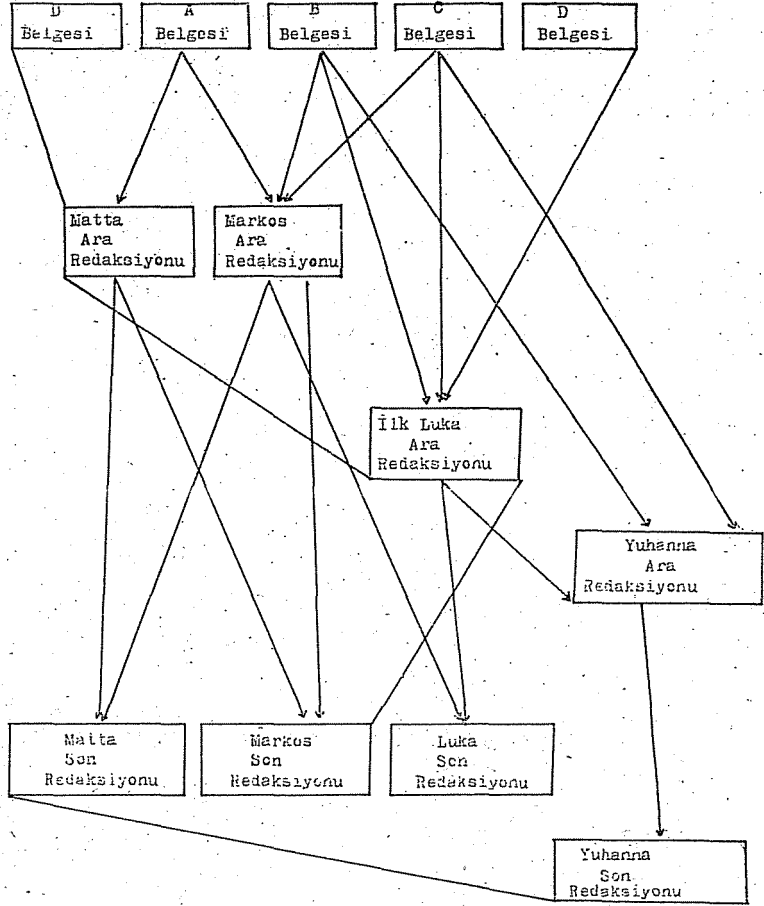 D
Belgesi
A
Belgesi
B
Belgesi
C
Belgesi
D
Belgesi
Matta
Ara
Redaksiyonu
Markos
Ara
Redaksiyonu
İlk Luka
Ara
Redaksiyonu
Yuhanna
Ara
Redaksiyonu
Matta
Son
Redaksiyonu
Markos
Son
Redaksiyonu
Luka
Son
Redaksiyonu
Yuhanna
Son
Redaksiyonu